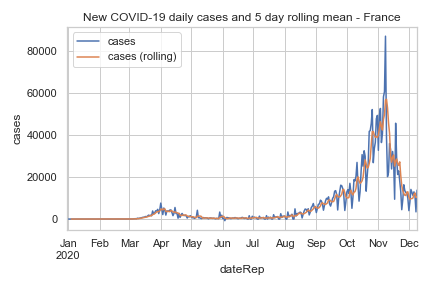 New COVID-19 daily cases and 5 day rolling mean - France
cases
cases (rolling)
80000
60000
40000
20000
0
cases
Jan Feb Mar Apr May Jun Jul Aug Sep Oct Nov Dec
2020
dateRep